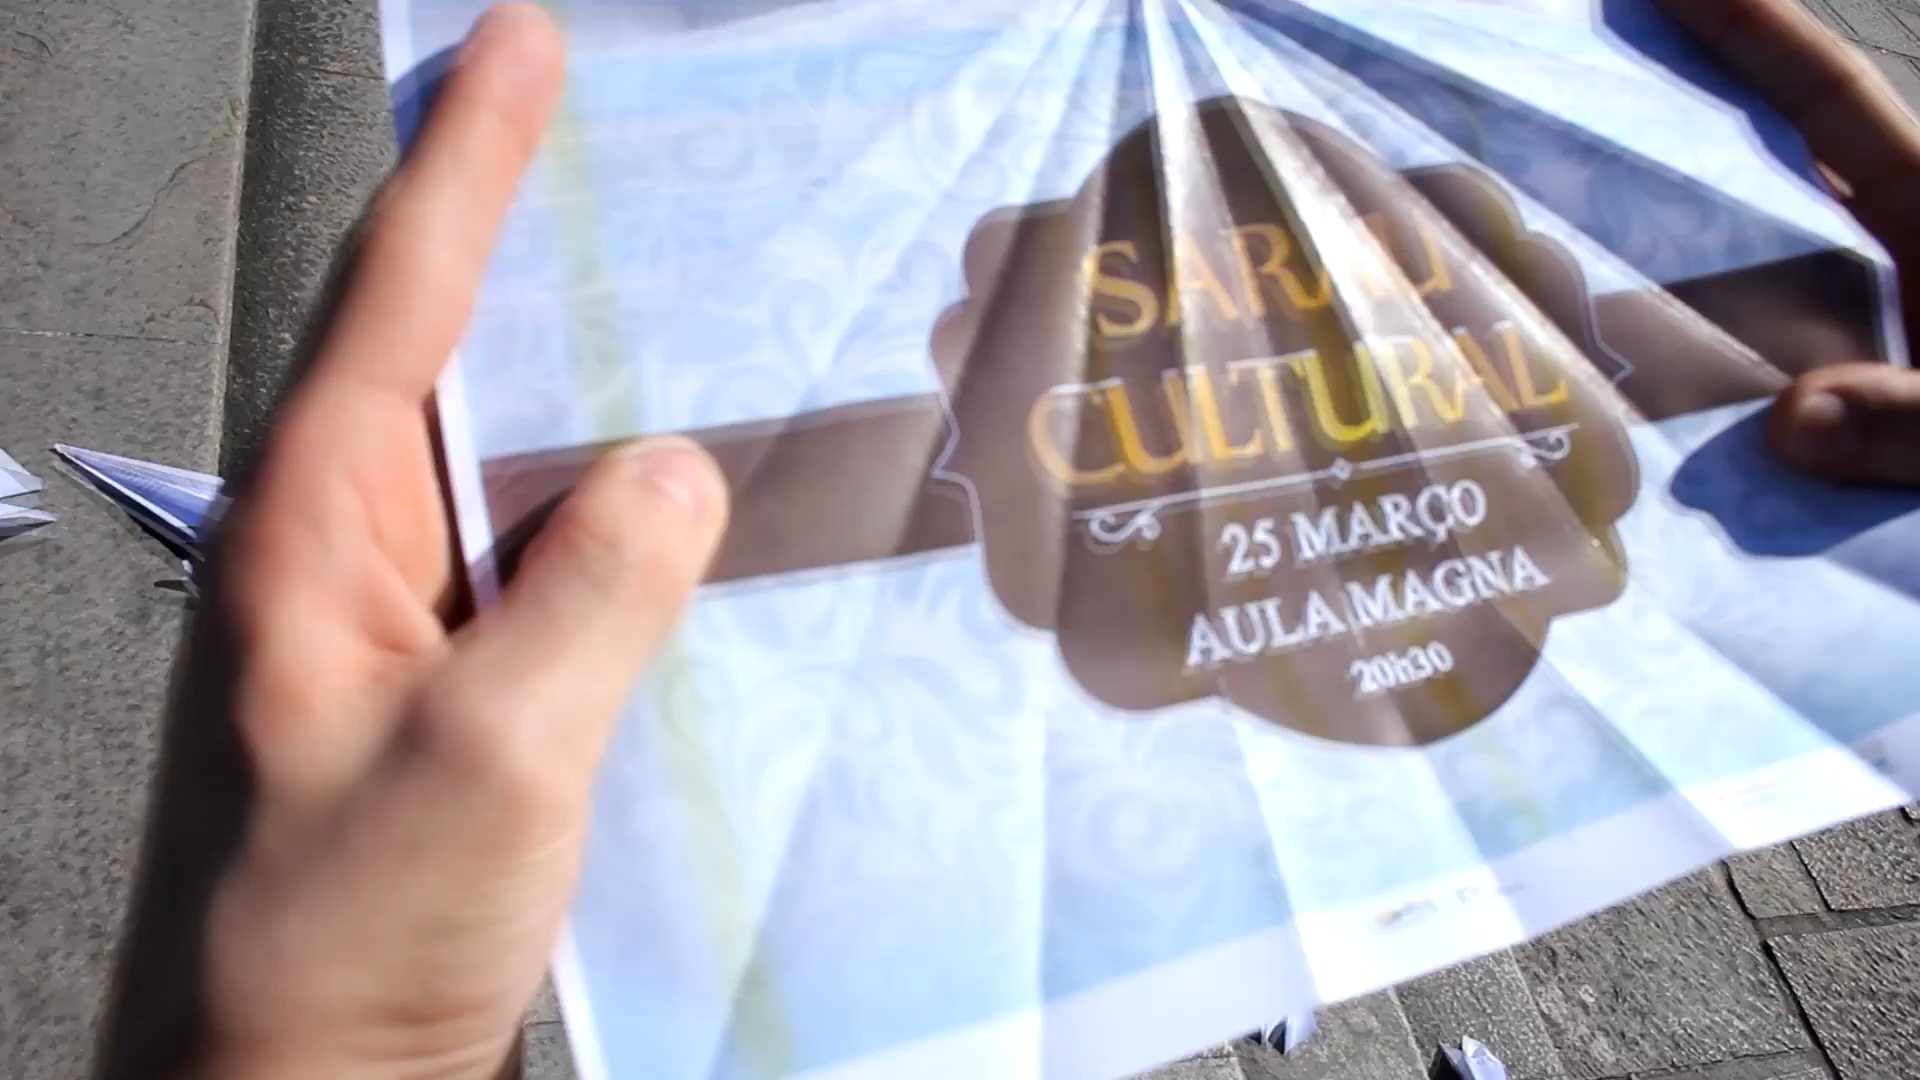 SARAU
CULTURAL
25 MARÇO
AULA MAGNA
20h30